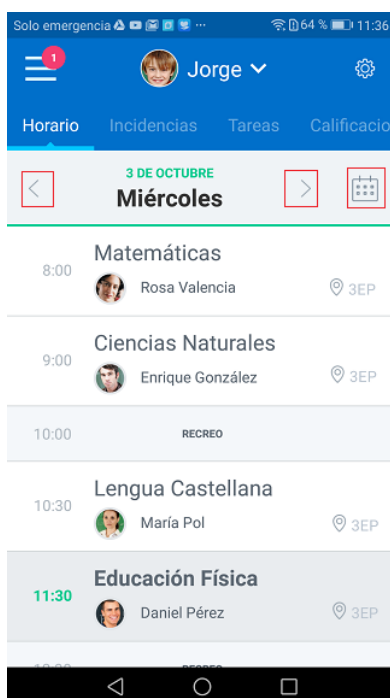 Solo emergencia ... 64 % 11:36
1
Jorge
Horario Incidencias Tareas Calificacio
3 DE OCTUBRE
Miércoles
Matemáticas
8:00
Rosa Valencia 3EP
Ciencias Naturales
9:00
Enrique González 3EP
10:00 RECREO
Lengua Castellana
10:30
María Pol 3EP
Educación Física
11:30
Daniel Pérez 3EP
RECREO